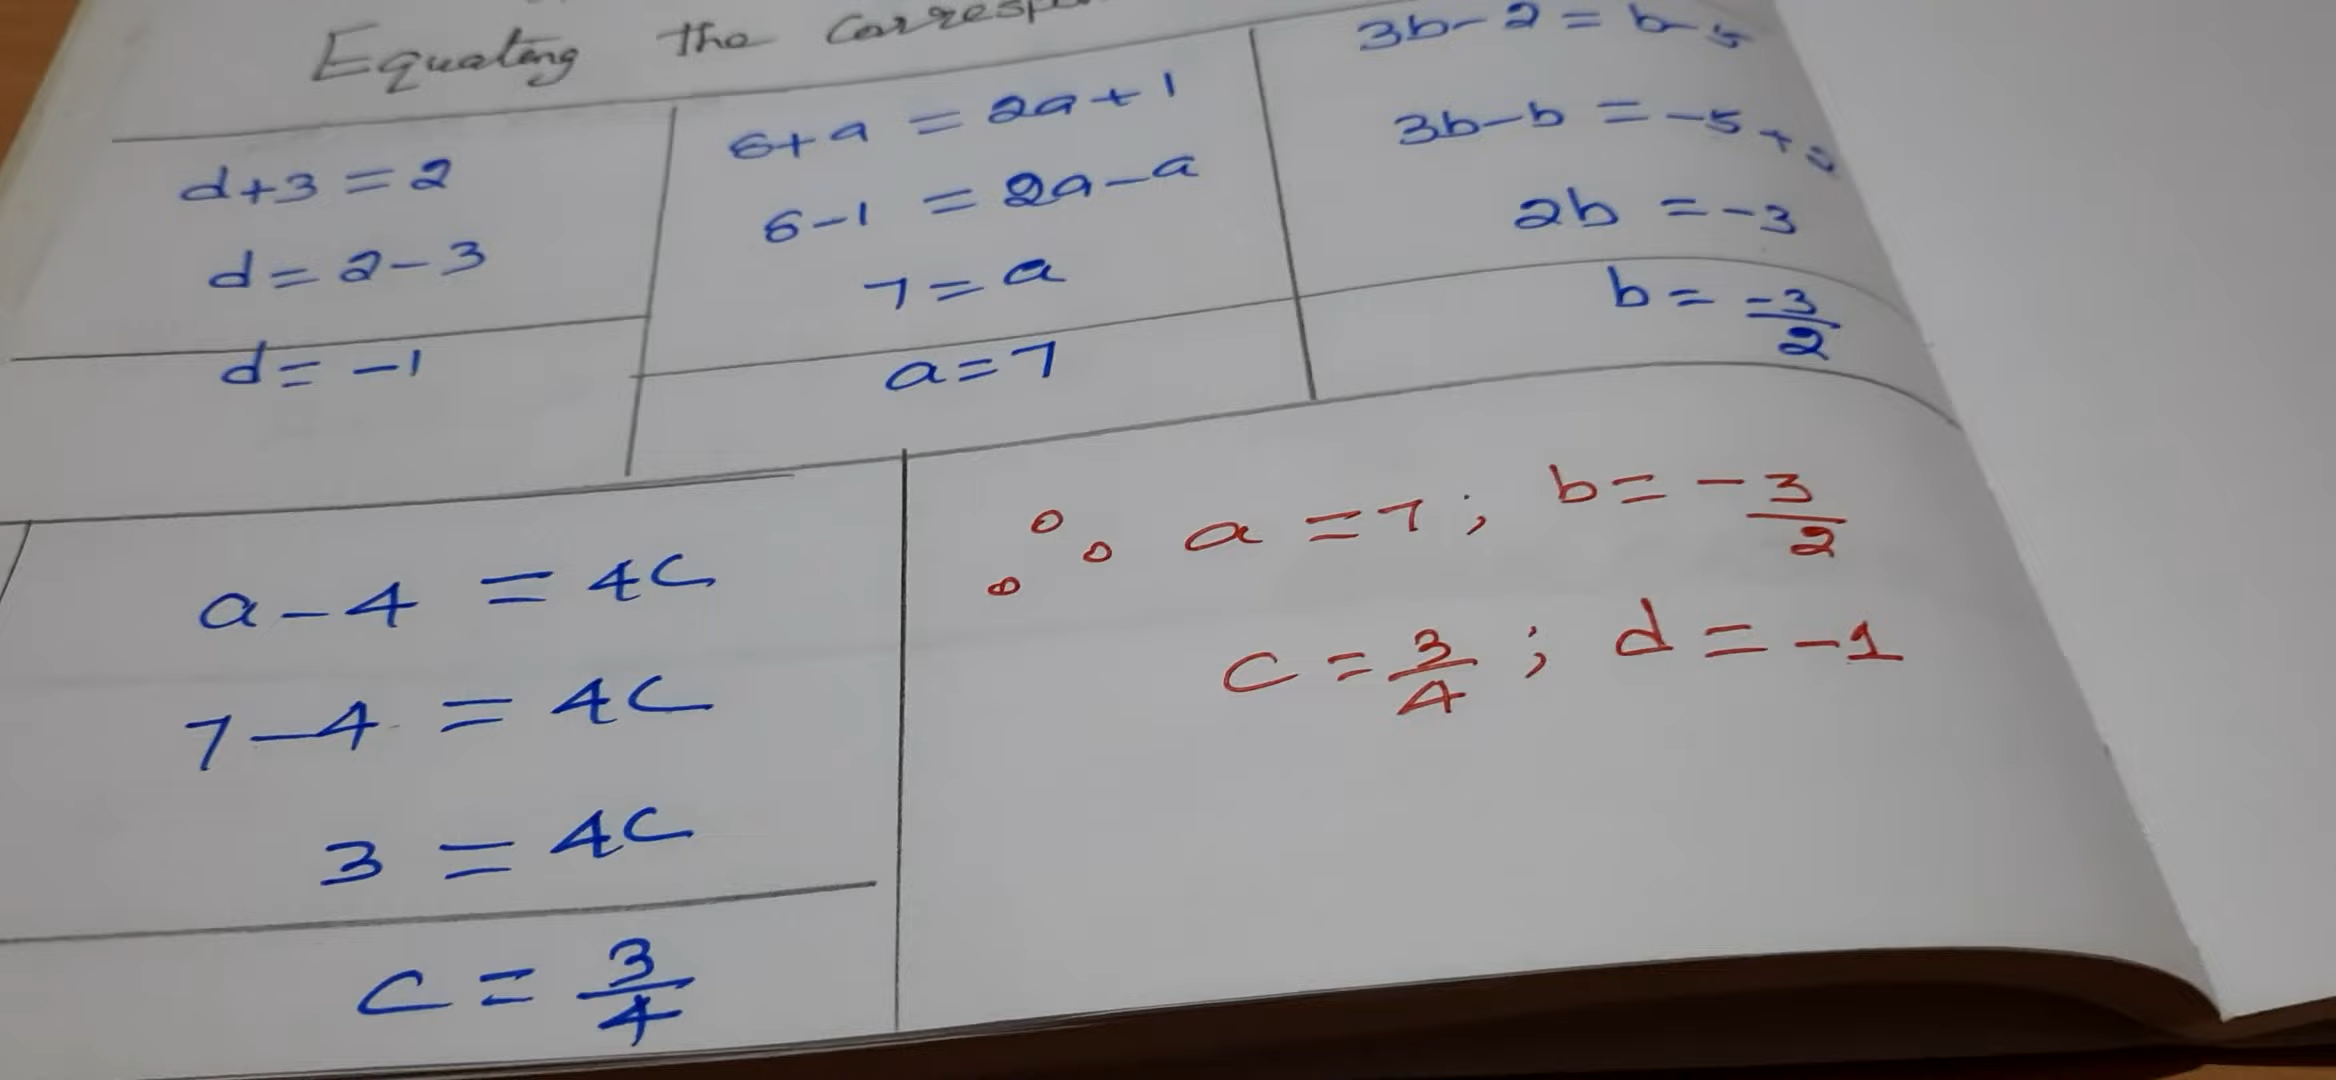 Equating the
d+3 = 2
d = 2-3
d = -1
6+a = 2a+1
6-1 = 2a-a
7 = a
a = 7
3b-2 = b-5
3b-b = -5+2
2b = -3
b = -3/2
a-4 = 4c
7-4 = 4c
3 = 4c
c = 3/4
∴ a = 7; b = -3/2
c = 3/4; d = -1